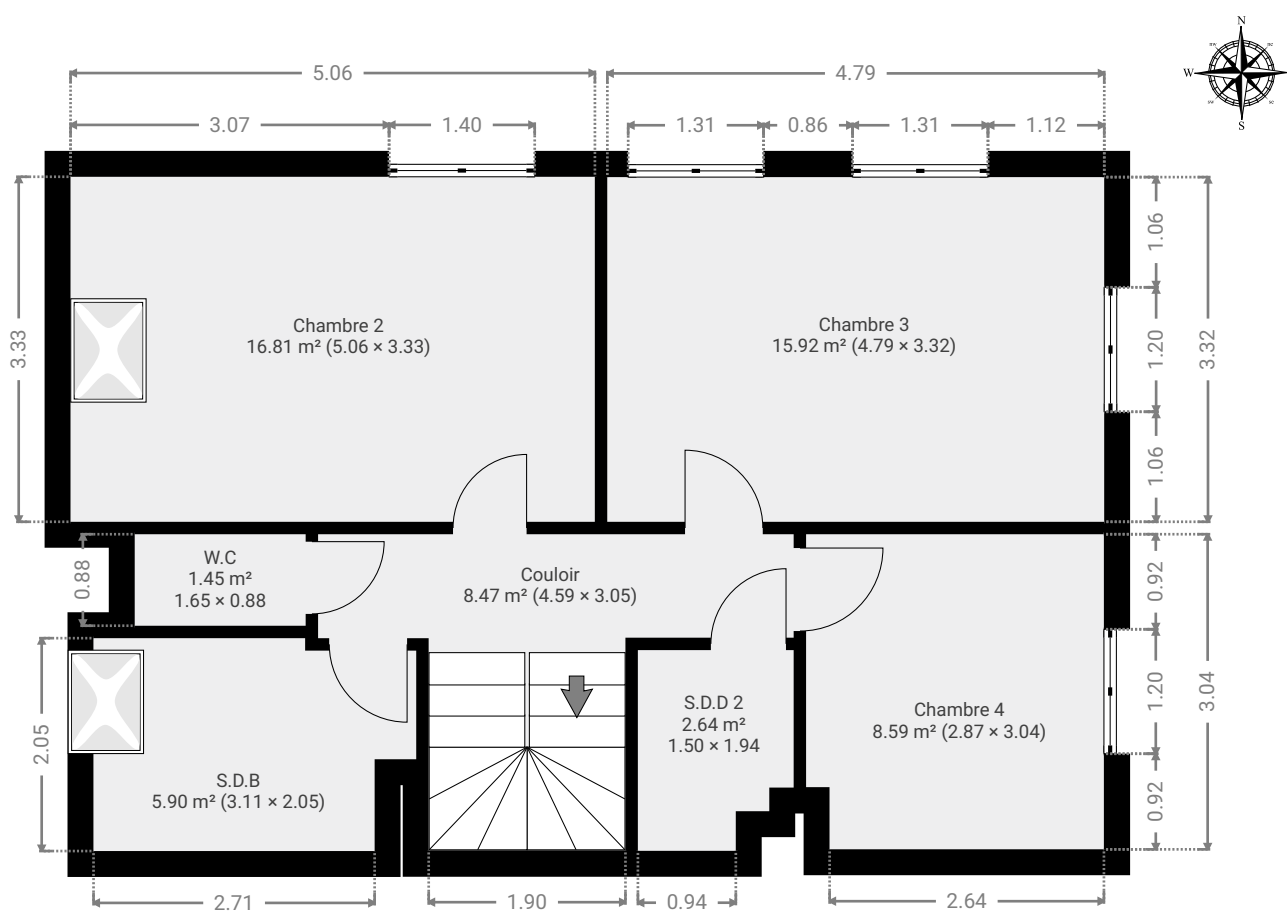 N
nw
ne
W
sw
se
S
5.06
4.79
3.07
1.40
1.31
0.86
1.31
1.12
3.33
1.06
1.20
3.32
1.06
Chambre 2
16.81 m² (5.06 × 3.33)
Chambre 3
15.92 m² (4.79 × 3.32)
0.88
W.C
1.45 m²
1.65 × 0.88
Couloir
8.47 m² (4.59 × 3.05)
0.92
1.20
3.04
0.92
2.05
S.D.B
5.90 m² (3.11 × 2.05)
S.D.D 2
2.64 m²
1.50 × 1.94
Chambre 4
8.59 m² (2.87 × 3.04)
2.71
1.90
0.94
2.64